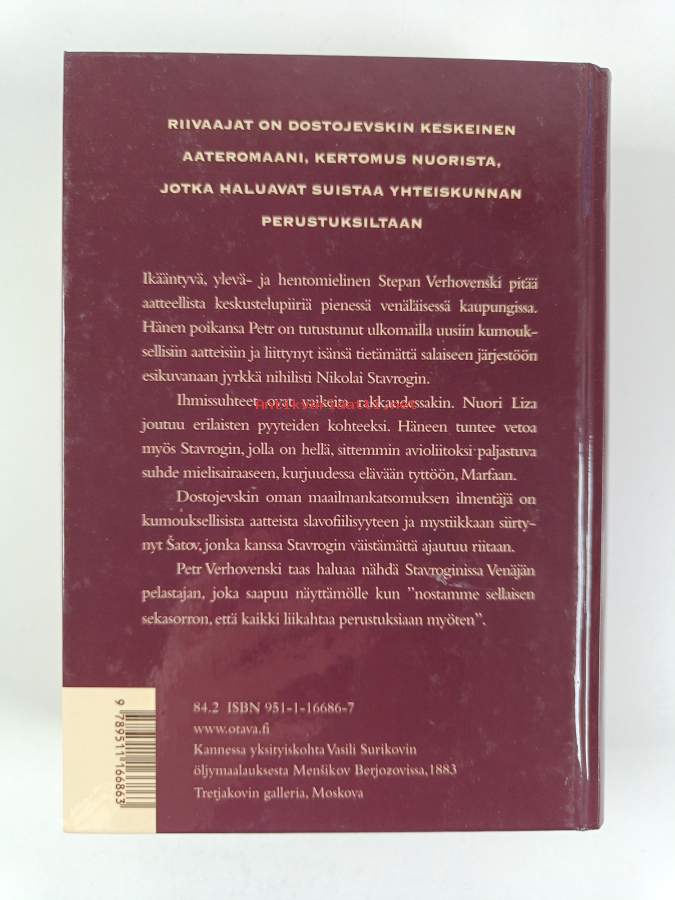 RIIVAAJAT ON DOSTOJEVSKIN KESKEINEN
AATEROMAANI, KERTOMUS NUORISTA,
JOTKA HALUAVAT SUISTAA YHTEISKUNNAN
PERUSTUKSILTAAN
Ikääntyvä, ylevä- ja hentomielinen Stepan Verhovenski pitää
aatteellista keskustelupiiriä pienessä venäläisessä kaupungissa.
Hänen poikansa Petr on tutustunut ulkomailla uusiin kumouk-
sellisiin aatteisiin ja liittynyt isänsä tietämättä salaiseen järjestöön
esikuvanaan jyrkkä nihilisti Nikolai Stavrogin.
Ihmissuhteet ovat vaikeita rakkaudessakin. Nuori Liza
antikvariaatti.net
joutuu erilaisten pyyteiden kohteeksi. Häneen tuntee vetoa
myös Stavrogin, jolla on hellä, sittemmin avioliitoksi paljastuva
suhde mielisairaaseen, kurjuudessa elävään tyttöön, Marfaan.
Dostojevskin oman maailmankatsomuksen ilmentäjä on
kumouksellisista aatteista slavofiilisyyteen ja mystiikkaan siirty-
nyt Šatov, jonka kanssa Stavrogin väistämättä ajautuu riitaan.
Petr Verhovenski taas haluaa nähdä Stavroginissa Venäjän
pelastajan, joka saapuu näyttämölle kun ”nostamme sellaisen
sekasorron, että kaikki liikahtaa perustuksiaan myöten”.
84.2 ISBN 951-1-16686-7
www.otava.fi
Kannessa yksityiskohta Vasili Surikovin
öljymaalauksesta Menšikov Berjozovissa, 1883
Tretjakovin galleria, Moskova
9 789511 166863